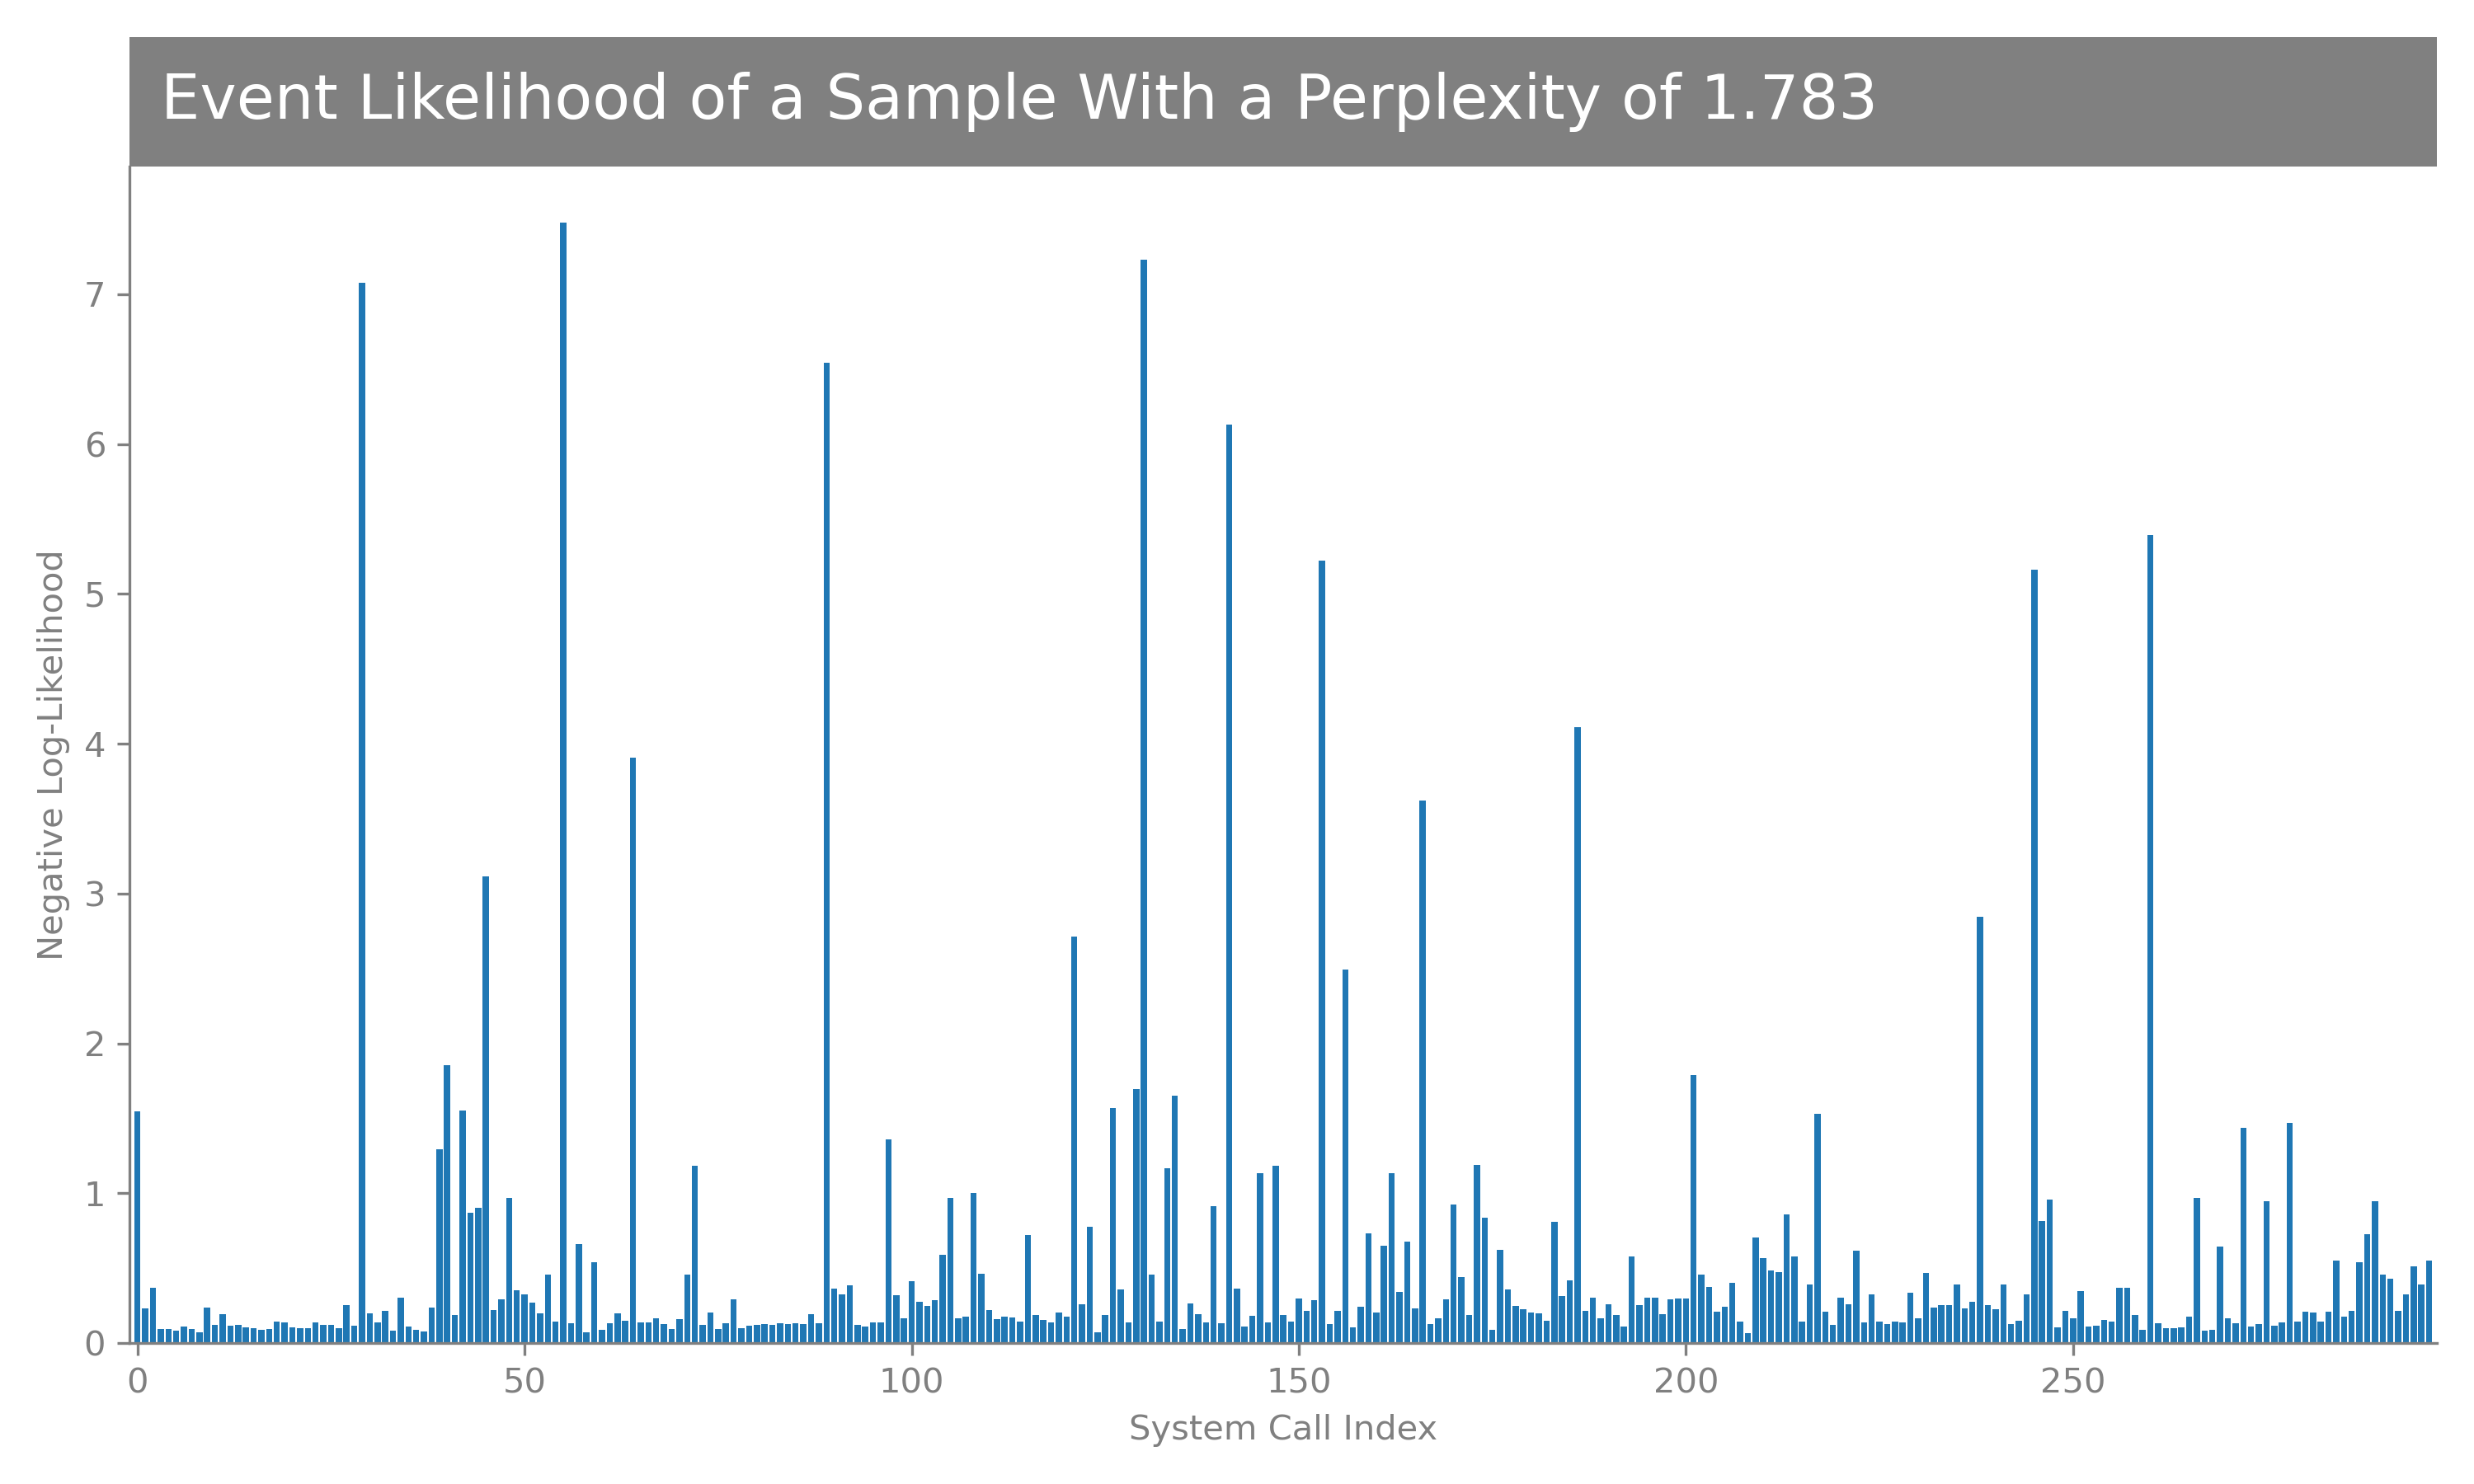 Event Likelihood of a Sample With a Perplexity of 1.783
Negative Log-Likelihood
7
6
5
4
3
2
1
0
0 50 100 150 200 250
System Call Index